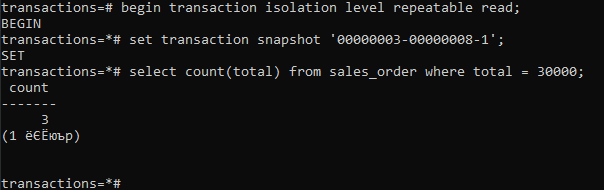 transactions=# begin transaction isolation level repeatable read;
BEGIN
transactions=*# set transaction snapshot '00000003-00000008-1';
SET
transactions=*# select count(total) from sales_order where total = 30000;
count
-------
3
(1 ёЄЁюър)
transactions=*#